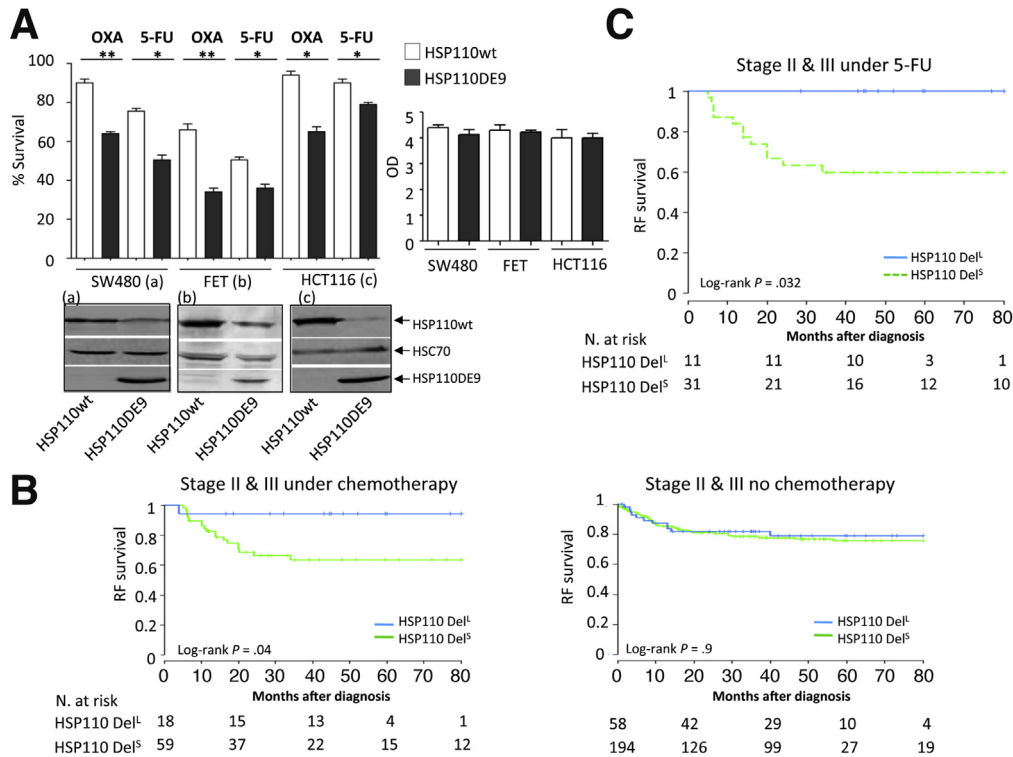 A
OXA 5-FU OXA 5-FU OXA 5-FU
** * ** * * *
HSP110wt
HSP110DE9
% Survival
100
80
60
40
20
0
SW480 (a) FET (b) HCT116 (c)
OD
5
4
3
2
1
0
SW480 FET HCT116
(a) (b) (c)
HSP110wt
HSC70
HSP110DE9
HSP110wt HSP110DE9 HSP110wt HSP110DE9 HSP110wt HSP110DE9
C
Stage II & III under 5-FU
RF survival
1
0.8
0.6
0.4
0.2
0
HSP110 Del^L
HSP110 Del^S
Log-rank P = .032
0 10 20 30 40 50 60 70 80
Months after diagnosis
N. at risk
HSP110 Del^L 11 11 10 3 1
HSP110 Del^S 31 21 16 12 10
B
Stage II & III under chemotherapy
RF survival
1
0.8
0.6
0.4
0.2
0
HSP110 Del^L
HSP110 Del^S
Log-rank P = .04
0 10 20 30 40 50 60 70 80
Months after diagnosis
N. at risk
HSP110 Del^L 18 15 13 4 1
HSP110 Del^S 59 37 22 15 12
Stage II & III no chemotherapy
RF survival
1
0.8
0.6
0.4
0.2
0
HSP110 Del^L
HSP110 Del^S
Log-rank P = .9
0 10 20 30 40 50 60 70 80
Months after diagnosis
58 42 29 10 4
194 126 99 27 19